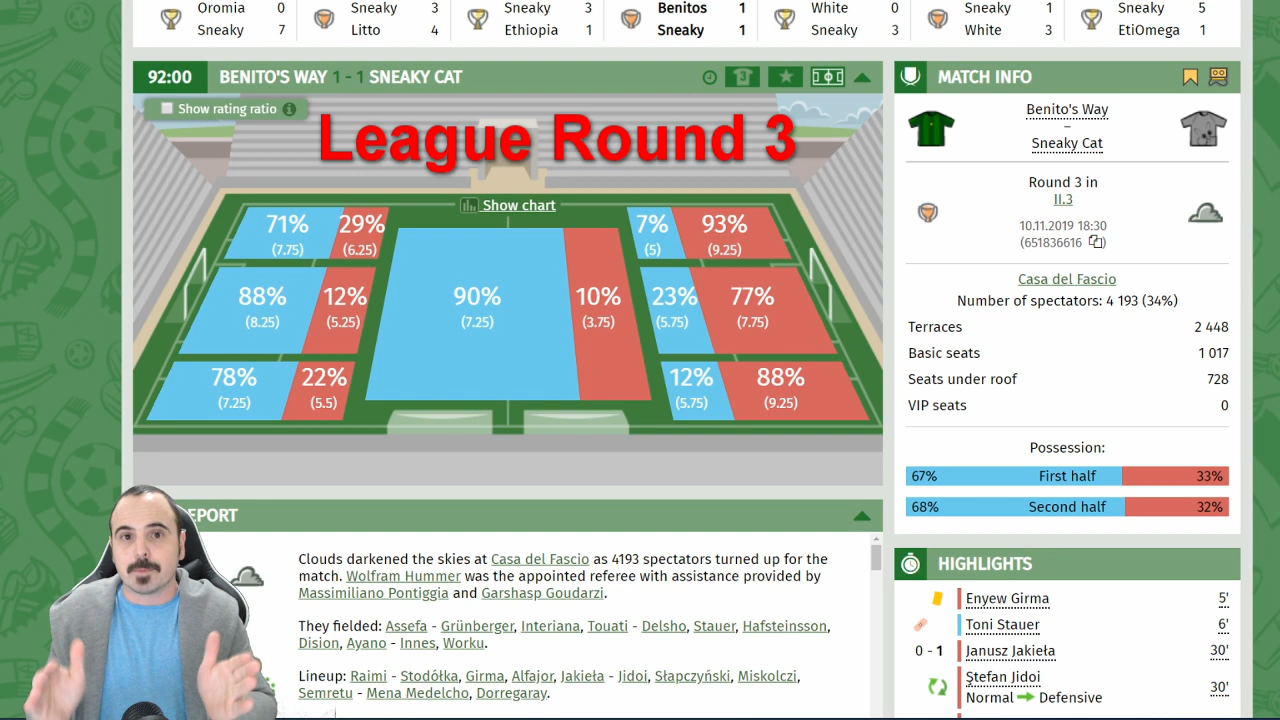 Oromia 0
Sneaky 7
Sneaky 3
Litto 4
Sneaky 3
Ethiopia 1
Benitos 1
Sneaky 1
White 0
Sneaky 3
Sneaky 1
White 3
Sneaky 5
EtiOmega 1
92:00 BENITO'S WAY 1 - 1 SNEAKY CAT
3
Show rating ratio i
League Round 3
Show chart
71% 29% 7% 93%
(7.75) (6.25) (5) (9.25)
88% 12% 90% 10% 23% 77%
(8.25) (5.25) (7.25) (3.75) (5.75) (7.75)
78% 22% 12% 88%
(7.25) (5.5) (5.75) (9.25)
MATCH INFO
Benito's Way
–
Sneaky Cat
Round 3 in
II.3
10.11.2019 18:30
(651836616)
Casa del Fascio
Number of spectators: 4 193 (34%)
Terraces 2 448
Basic seats 1 017
Seats under roof 728
VIP seats 0
Possession:
67% First half 33%
68% Second half 32%
EPORT
Clouds darkened the skies at Casa del Fascio as 4193 spectators turned up for the
match. Wolfram Hummer was the appointed referee with assistance provided by
Massimiliano Pontiggia and Garshasp Goudarzi.
They fielded: Assefa - Grünberger, Interiana, Touati - Delsho, Stauer, Hafsteinsson,
Dision, Ayano - Innes, Worku.
Lineup: Raimi - Stodółka, Girma, Alfajor, Jakieła - Jidoi, Słapczyński, Miskolczi,
Semretu - Mena Medelcho, Dorregaray.
HIGHLIGHTS
Enyew Girma 5'
Toni Stauer 6'
0 - 1 Janusz Jakieła 30'
Ștefan Jidoi 30'
Normal Defensive